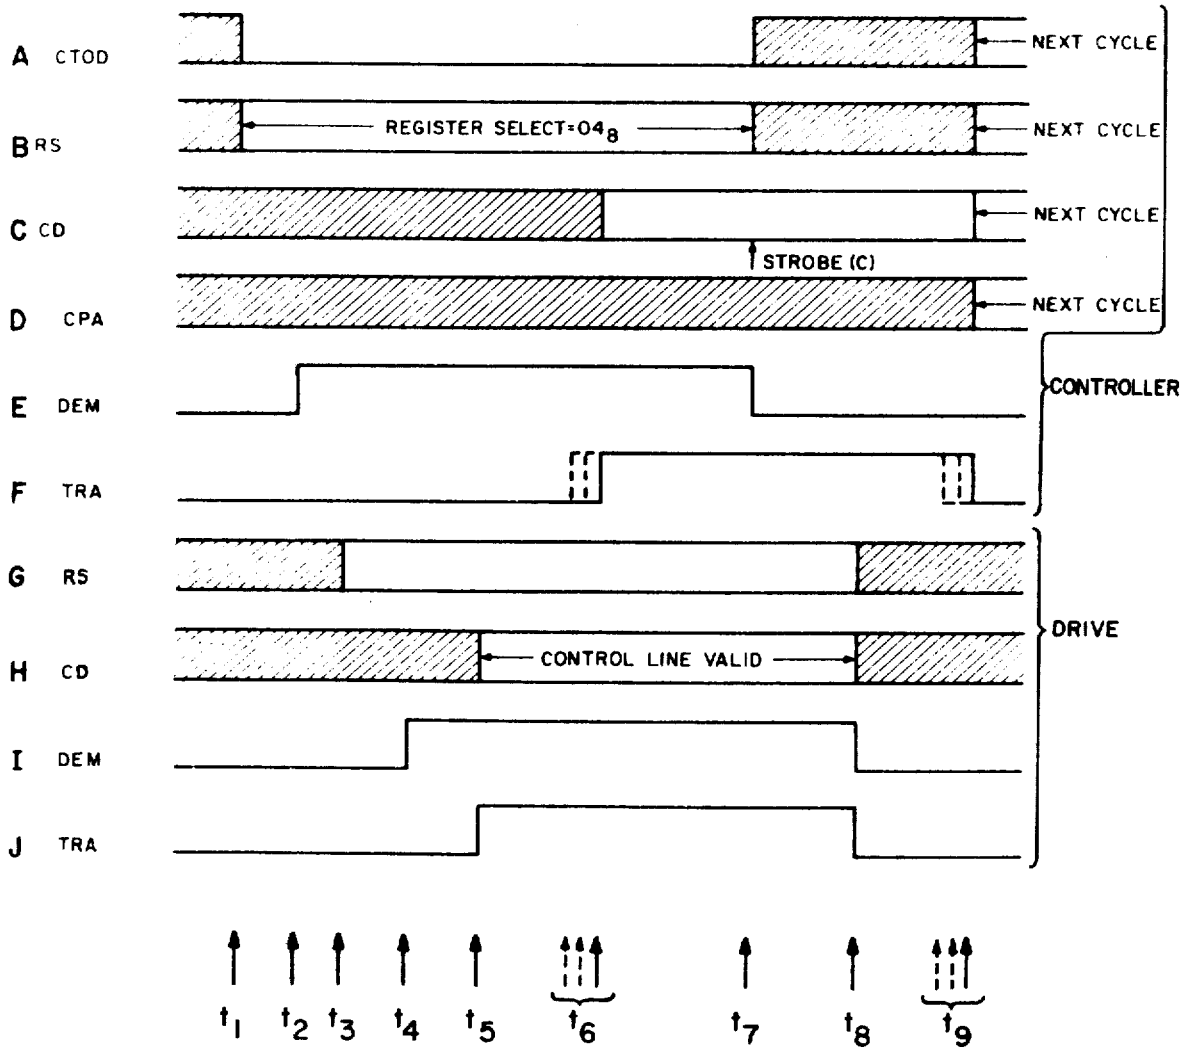 A CTOD
NEXT CYCLE
B RS
REGISTER SELECT=04₈
NEXT CYCLE
C CD
NEXT CYCLE
STROBE (C)
D CPA
NEXT CYCLE
E DEM
CONTROLLER
F TRA
G RS
H CD
CONTROL LINE VALID
DRIVE
I DEM
J TRA
t₁ t₂ t₃ t₄ t₅ t₆ t₇ t₈ t₉